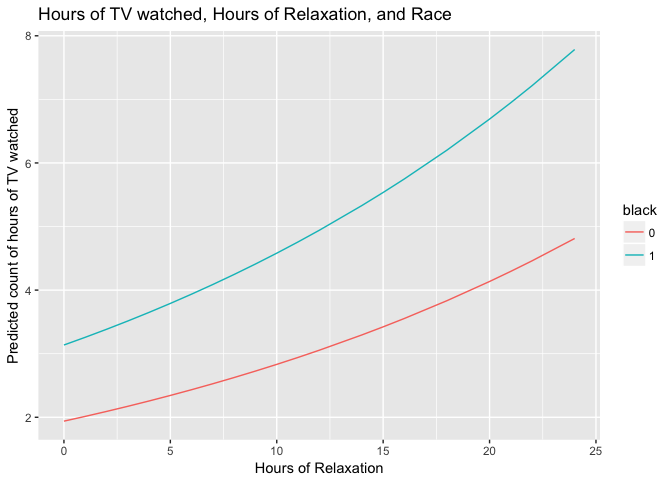 Hours of TV watched, Hours of Relaxation, and Race
8
6
4
2
Predicted count of hours of TV watched
0 5 10 15 20 25
Hours of Relaxation
black
0
1